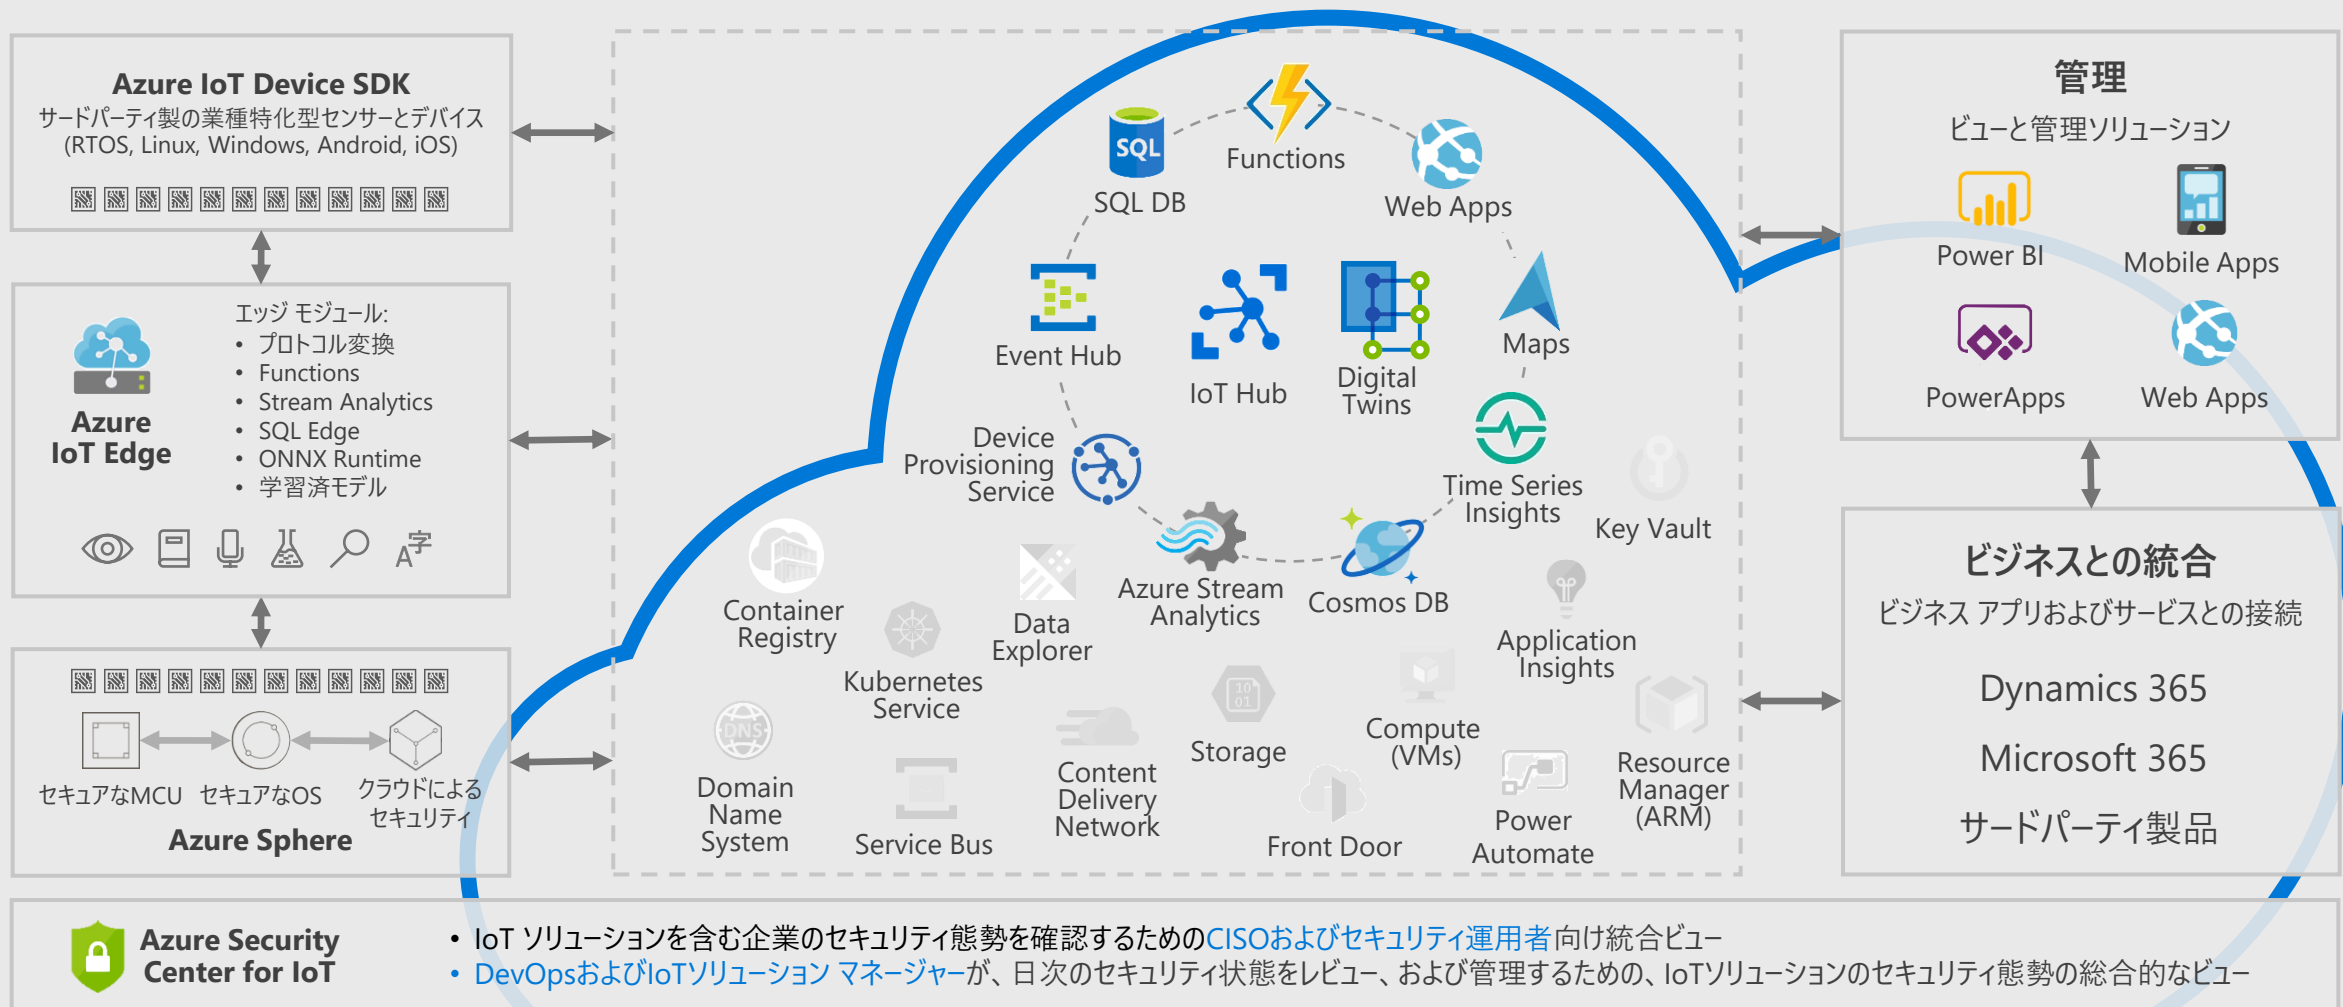 Azure IoT Device SDK
サードパーティ製の業種特化型センサーとデバイス
(RTOS, Linux, Windows, Android, iOS)
Azure
IoT Edge
エッジ モジュール:
• プロトコル変換
• Functions
• Stream Analytics
• SQL Edge
• ONNX Runtime
• 学習済モデル
A字
セキュアなMCU
セキュアなOS
クラウドによる
セキュリティ
Azure Sphere
SQL
SQL DB
Functions
Web Apps
Event Hub
IoT Hub
Digital
Twins
Maps
Device
Provisioning
Service
Time Series
Insights
Key Vault
Azure Stream
Analytics
Cosmos DB
Container
Registry
Kubernetes
Service
Data
Explorer
Application
Insights
DNS
Domain
Name
System
Service Bus
Content
Delivery
Network
10
01
Storage
Compute
(VMs)
Front Door
Power
Automate
Resource
Manager
(ARM)
管理
ビューと管理ソリューション
Power BI
Mobile Apps
PowerApps
Web Apps
ビジネスとの統合
ビジネス アプリおよびサービスとの接続
Dynamics 365
Microsoft 365
サードパーティ製品
Azure Security
Center for IoT
• IoT ソリューションを含む企業のセキュリティ態勢を確認するためのCISOおよびセキュリティ運用者向け統合ビュー
• DevOpsおよびIoTソリューション マネージャーが、日次のセキュリティ状態をレビュー、および管理するための、IoTソリューションのセキュリティ態勢の総合的なビュー